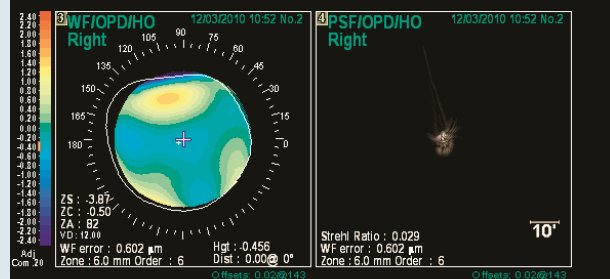 2.40
2.20
2.00
1.80
1.60
1.40
1.20
1.00
0.80
0.60
0.40
0.20
0.00
-0.20
-0.40
-0.60
-0.80
-1.00
-1.20
-1.40
-1.60
-1.80
-2.00
-2.20
-2.40
Adj
Com .20
3 WF/OPD/HO 12/03/2010 10:52 No.2
Right
105 90 75
120 60
135 45
150 30
165 15
180 0
ZS : -3.87
ZC : -0.50
ZA : 82
VD : 12.00
WF error : 0.602 µm Hgt : -0.456
Zone : 6.0 mm Order : 6 Dist : 0.00@ 0°
Offsets: 0.02@143
4 PSF/OPD/HO 12/03/2010 10:52 No.2
Right
10'
Strehl Ratio : 0.029
WF error : 0.602 µm
Zone : 6.0 mm Order : 6
Offsets: 0.02@143